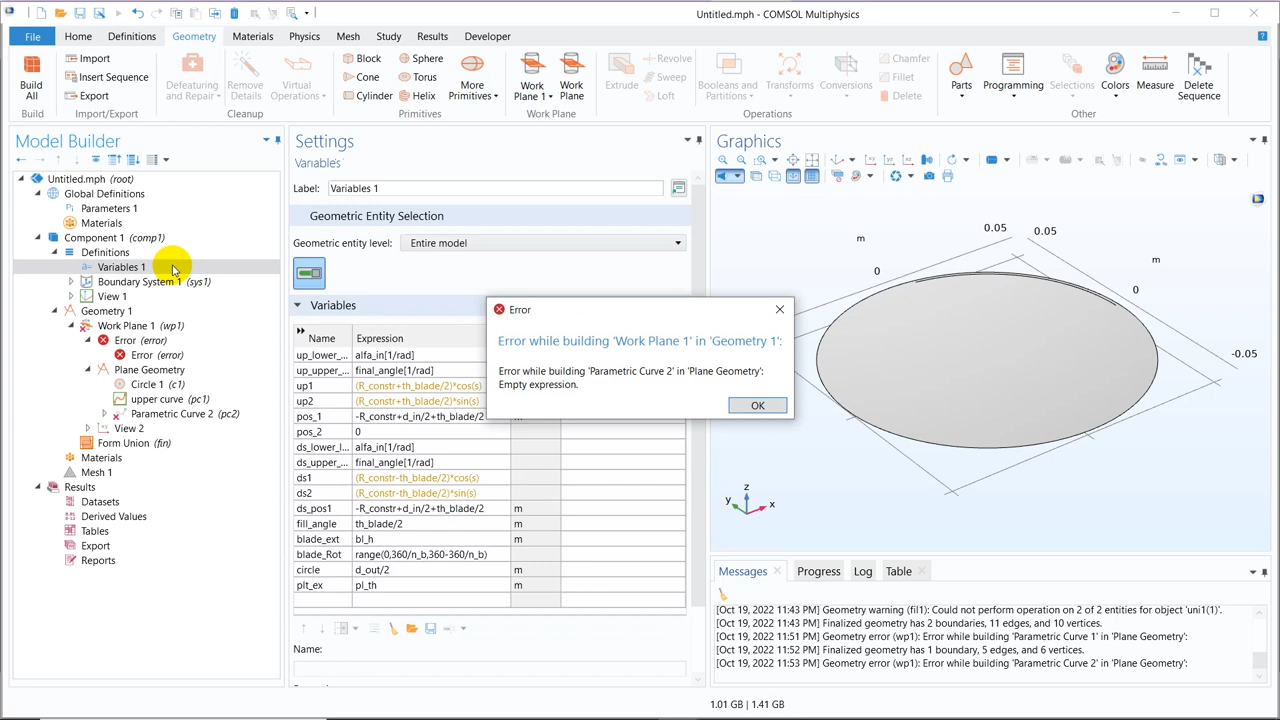 Untitled.mph - COMSOL Multiphysics
File Home Definitions Geometry Materials Physics Mesh Study Results Developer
Build All
Build
Import
Insert Sequence
Export
Import/Export
Defeaturing and Repair
Remove Details
Virtual Operations
Cleanup
Block
Cone
Cylinder
Sphere
Torus
Helix
More Primitives
Primitives
Work Plane 1
Work Plane
Work Plane
Extrude
Revolve
Sweep
Loft
Booleans and Partitions
Transforms
Conversions
Chamfer
Fillet
Delete
Operations
Parts
Programming
Selections
Colors
Measure
Delete Sequence
Other
Model Builder
Untitled.mph (root)
Global Definitions
Parameters 1
Materials
Component 1 (comp1)
Definitions
Variables 1
Boundary System 1 (sys1)
View 1
Geometry 1
Work Plane 1 (wp1)
Error (error)
Error (error)
Plane Geometry
Circle 1 (c1)
upper curve (pc1)
Parametric Curve 2 (pc2)
View 2
Form Union (fin)
Materials
Mesh 1
Results
Datasets
Derived Values
Tables
Export
Reports
Settings
Variables
Label: Variables 1
Geometric Entity Selection
Geometric entity level: Entire model
Variables
Name Expression
up_lower_... alfa_in[1/rad]
up_upper_... final_angle[1/rad]
up1 (R_constr+th_blade/2)*cos(s)
up2 (R_constr+th_blade/2)*sin(s)
pos_1 -R_constr+d_in/2+th_blade/2
pos_2 0
ds_lower_l... alfa_in[1/rad]
ds_upper_... final_angle[1/rad]
ds1 (R_constr-th_blade/2)*cos(s)
ds2 (R_constr-th_blade/2)*sin(s)
ds_pos1 -R_constr+d_in/2+th_blade/2 m
fill_angle th_blade/2 m
blade_ext bl_h m
blade_Rot range(0,360/n_b,360-360/n_b)
circle d_out/2 m
plt_ex pl_th m
Name:
Error
Error while building 'Work Plane 1' in 'Geometry 1':
Error while building 'Parametric Curve 2' in 'Plane Geometry':
Empty expression.
OK
Graphics
0.05 0.05
m
m
0
0
-0.05
z
y
x
Messages Progress Log Table
[Oct 19, 2022 11:43 PM] Geometry warning (fil1): Could not perform operation on 2 of 2 entities for object 'uni1(1)'.
[Oct 19, 2022 11:43 PM] Finalized geometry has 2 boundaries, 11 edges, and 10 vertices.
[Oct 19, 2022 11:51 PM] Geometry error (wp1): Error while building 'Parametric Curve 1' in 'Plane Geometry':
[Oct 19, 2022 11:52 PM] Finalized geometry has 1 boundary, 5 edges, and 6 vertices.
[Oct 19, 2022 11:53 PM] Geometry error (wp1): Error while building 'Parametric Curve 2' in 'Plane Geometry':
1.01 GB | 1.41 GB